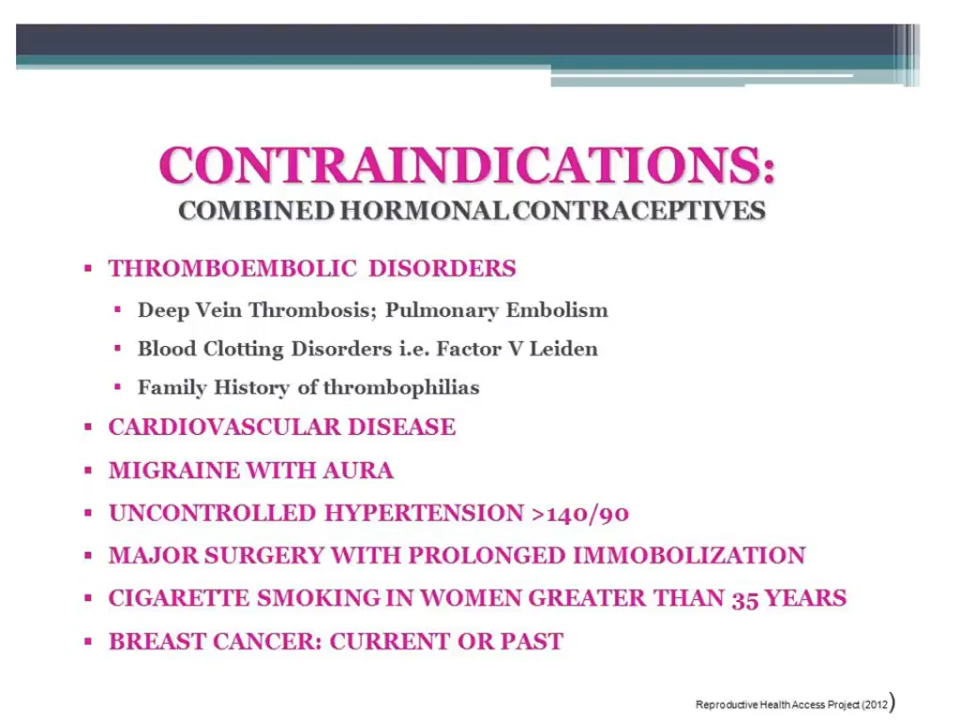 CONTRAINDICATIONS:
COMBINED HORMONAL CONTRACEPTIVES
▪ THROMBOEMBOLIC DISORDERS
▪ Deep Vein Thrombosis; Pulmonary Embolism
▪ Blood Clotting Disorders i.e. Factor V Leiden
▪ Family History of thrombophilias
▪ CARDIOVASCULAR DISEASE
▪ MIGRAINE WITH AURA
▪ UNCONTROLLED HYPERTENSION >140/90
▪ MAJOR SURGERY WITH PROLONGED IMMOBOLIZATION
▪ CIGARETTE SMOKING IN WOMEN GREATER THAN 35 YEARS
▪ BREAST CANCER: CURRENT OR PAST
Reproductive Health Access Project (2012)